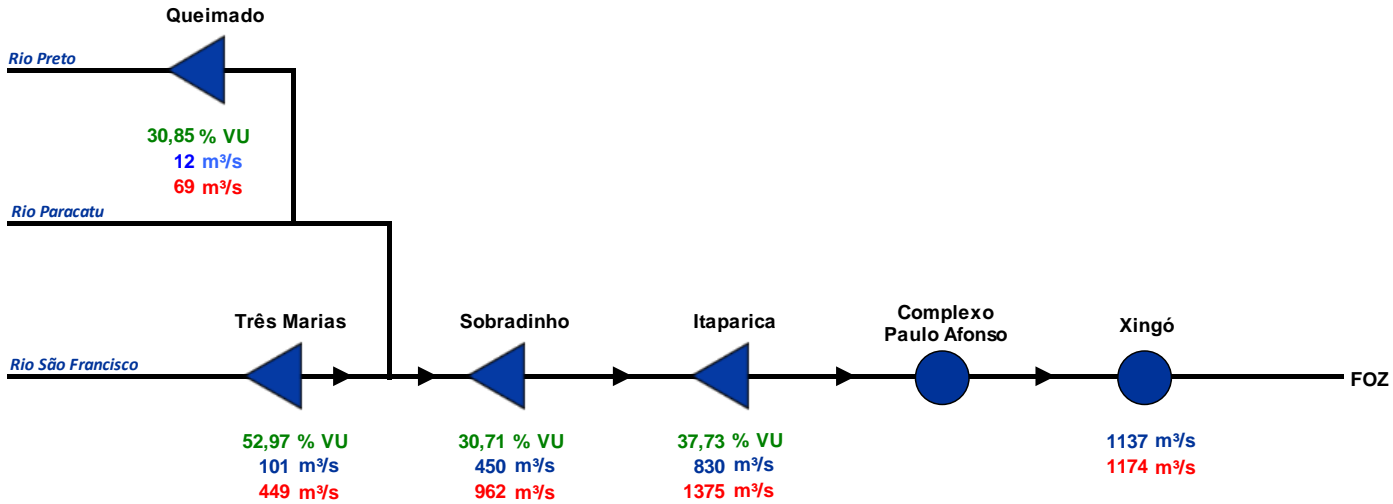 Queimado
Rio Preto
30,85 % VU
12 m³/s
69 m³/s
Rio Paracatu
Três Marias
Sobradinho
Itaparica
Complexo
Paulo Afonso
Xingó
Rio São Francisco
FOZ
52,97 % VU
101 m³/s
449 m³/s
30,71 % VU
450 m³/s
962 m³/s
37,73 % VU
830 m³/s
1375 m³/s
1137 m³/s
1174 m³/s